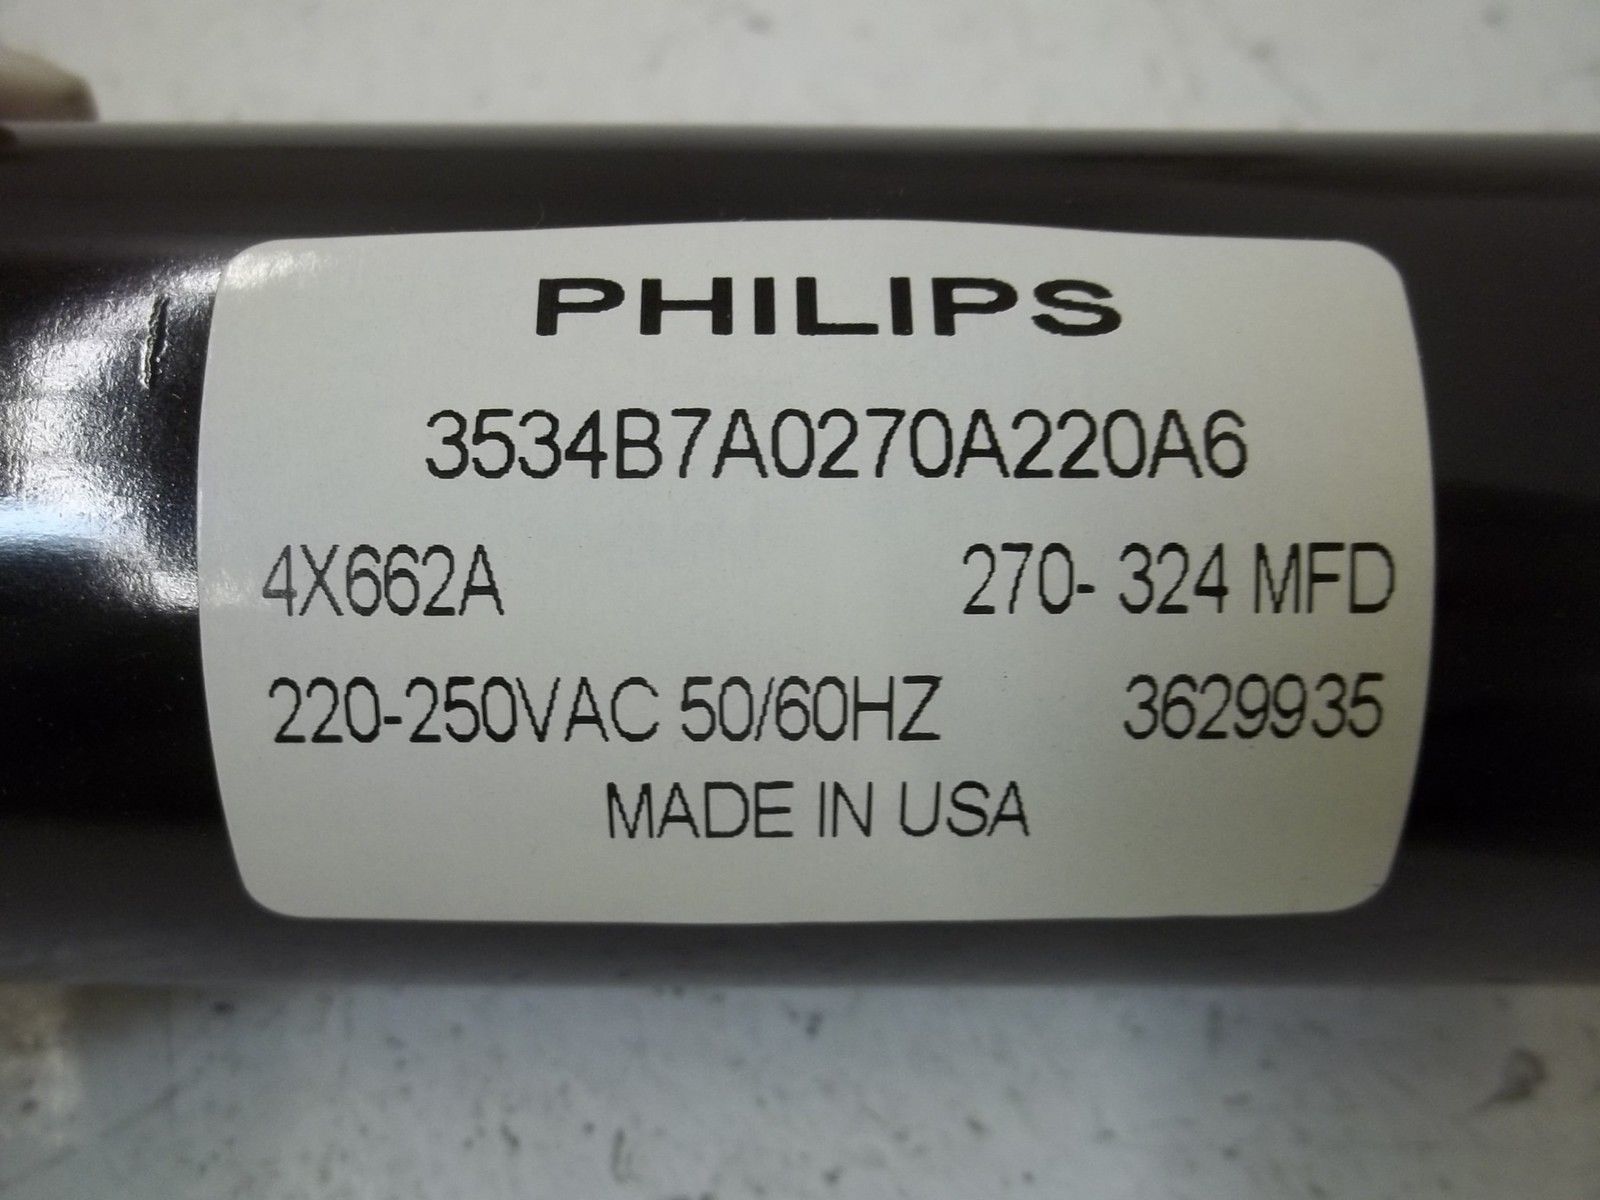 PHILIPS
3534B7A0270A220A6
4X662A 270- 324 MFD
220-250VAC 50/60HZ 3629935
MADE IN USA